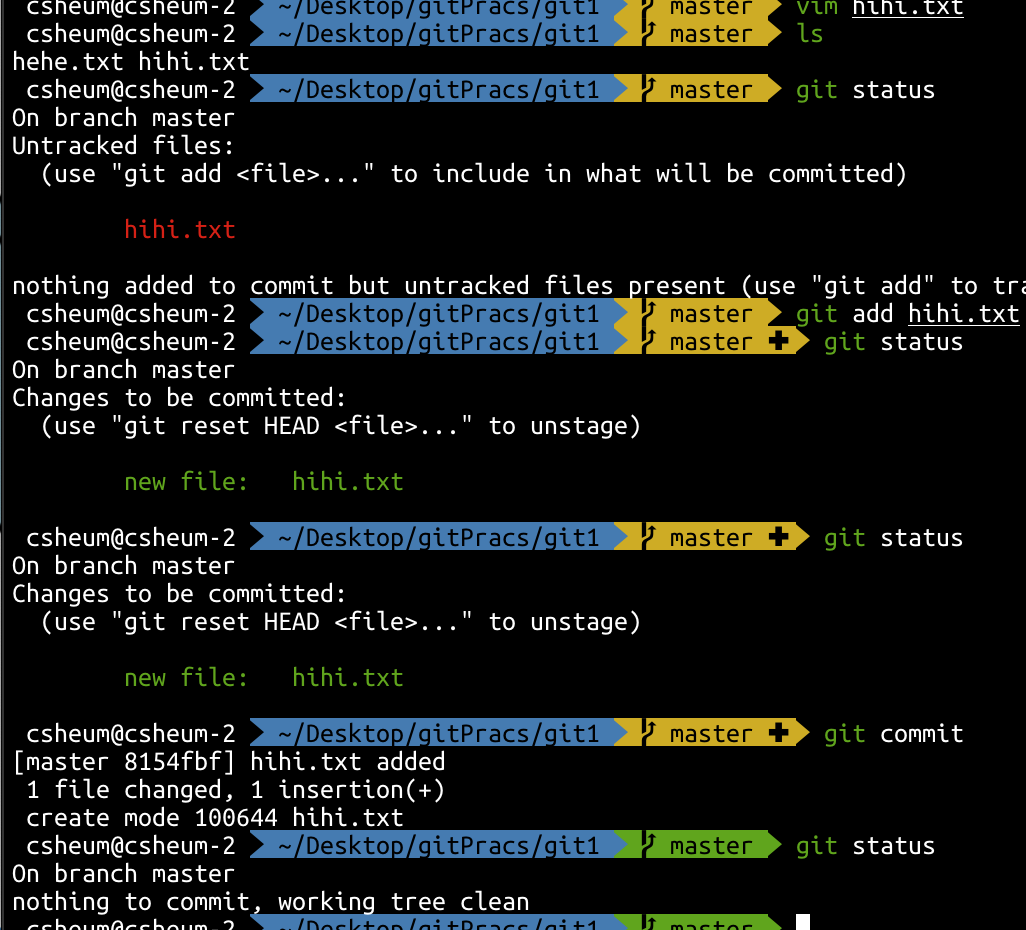 csheum@csheum-2 ~/Desktop/gitPracs/git1 master vim hihi.txt
csheum@csheum-2 ~/Desktop/gitPracs/git1 master ls
hehe.txt hihi.txt
csheum@csheum-2 ~/Desktop/gitPracs/git1 master git status
On branch master
Untracked files:
  (use "git add <file>..." to include in what will be committed)
hihi.txt
nothing added to commit but untracked files present (use "git add" to tra
csheum@csheum-2 ~/Desktop/gitPracs/git1 master git add hihi.txt
csheum@csheum-2 ~/Desktop/gitPracs/git1 master ✚ git status
On branch master
Changes to be committed:
  (use "git reset HEAD <file>..." to unstage)
new file:   hihi.txt
csheum@csheum-2 ~/Desktop/gitPracs/git1 master ✚ git status
On branch master
Changes to be committed:
  (use "git reset HEAD <file>..." to unstage)
new file:   hihi.txt
csheum@csheum-2 ~/Desktop/gitPracs/git1 master ✚ git commit
[master 8154fbf] hihi.txt added
 1 file changed, 1 insertion(+)
 create mode 100644 hihi.txt
csheum@csheum-2 ~/Desktop/gitPracs/git1 master git status
On branch master
nothing to commit, working tree clean
csheum@csheum-2 ~/Desktop/gitPracs/git1 master